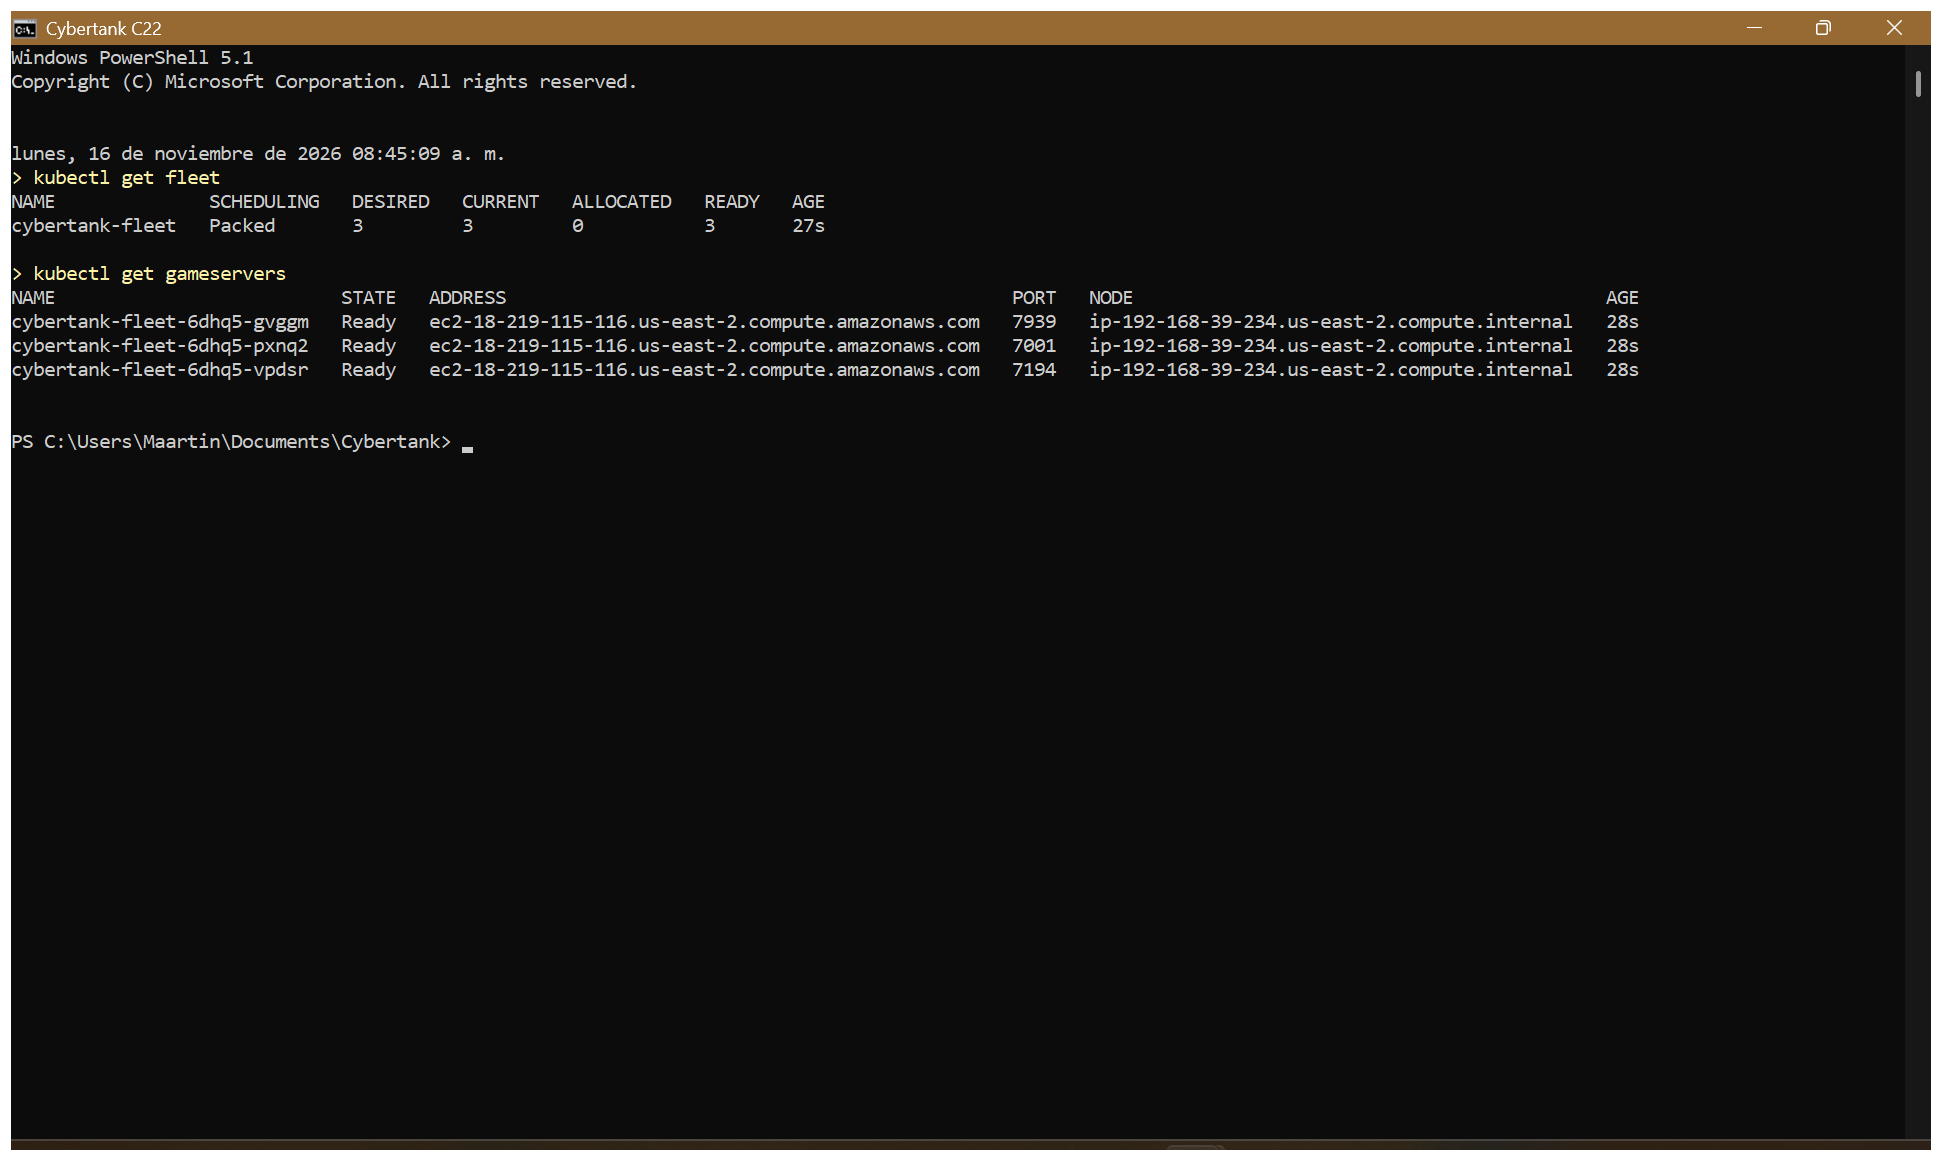 Cybertank C22
Windows PowerShell 5.1
Copyright (C) Microsoft Corporation. All rights reserved.
lunes, 16 de noviembre de 2026 08:45:09 a. m.
> kubectl get fleet
NAME              SCHEDULING   DESIRED   CURRENT   ALLOCATED   READY   AGE
cybertank-fleet   Packed       3         3         0           3       27s
> kubectl get gameservers
NAME                          STATE   ADDRESS                                              PORT   NODE                                           AGE
cybertank-fleet-6dhq5-gvggm   Ready   ec2-18-219-115-116.us-east-2.compute.amazonaws.com   7939   ip-192-168-39-234.us-east-2.compute.internal   28s
cybertank-fleet-6dhq5-pxnq2   Ready   ec2-18-219-115-116.us-east-2.compute.amazonaws.com   7001   ip-192-168-39-234.us-east-2.compute.internal   28s
cybertank-fleet-6dhq5-vpdsr   Ready   ec2-18-219-115-116.us-east-2.compute.amazonaws.com   7194   ip-192-168-39-234.us-east-2.compute.internal   28s
PS C:\Users\Maartin\Documents\Cybertank>